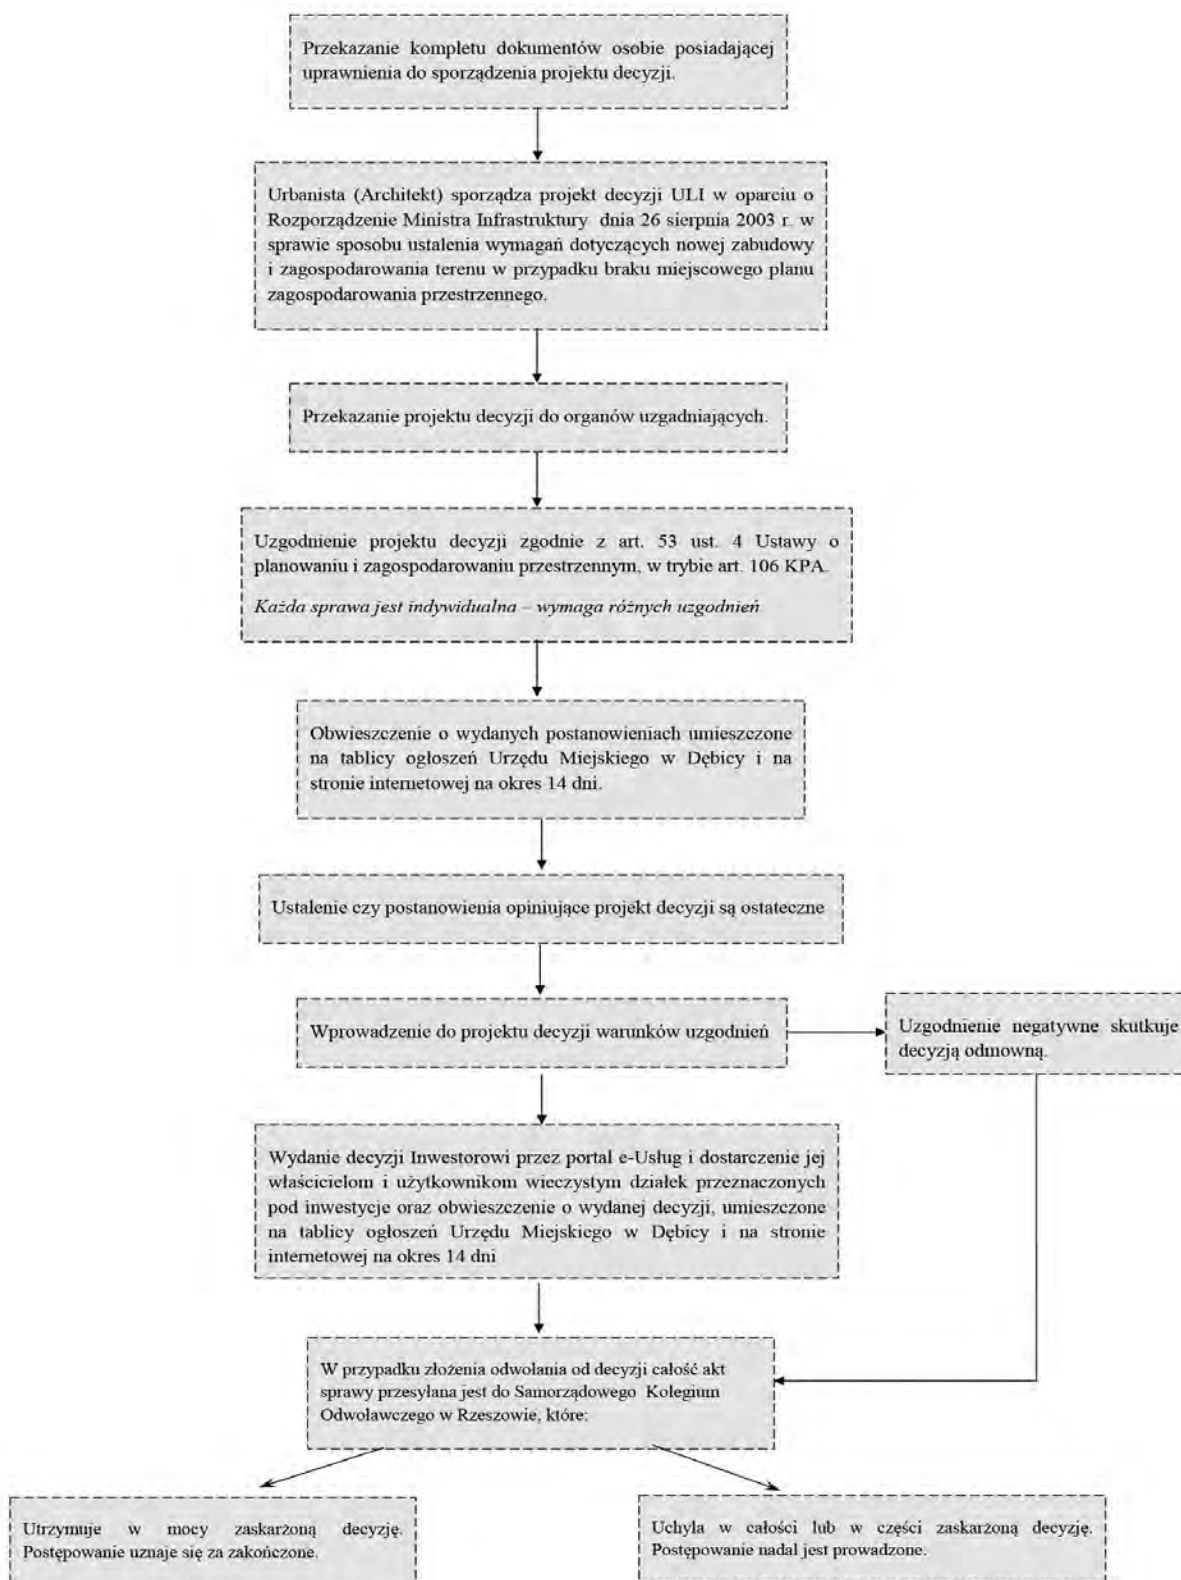 Przekazanie kompletu dokumentów osobie posiadającej
uprawnienia do sporządzenia projektu decyzji.
Urbanista (Architekt) sporządza projekt decyzji ULI w oparciu o
Rozporządzenie Ministra Infrastruktury dnia 26 sierpnia 2003 r. w
sprawie sposobu ustalenia wymagań dotyczących nowej zabudowy
i zagospodarowania terenu w przypadku braku miejscowego planu
zagospodarowania przestrzennego.
Przekazanie projektu decyzji do organów uzgadniających.
Uzgodnienie projektu decyzji zgodnie z art. 53 ust. 4 Ustawy o
planowaniu i zagospodarowaniu przestrzennym, w trybie art. 106 KPA.
Każda sprawa jest indywidualna – wymaga różnych uzgodnień
Obwieszczenie o wydanych postanowieniach umieszczone
na tablicy ogłoszeń Urzędu Miejskiego w Dębicy i na
stronie internetowej na okres 14 dni.
Ustalenie czy postanowienia opiniujące projekt decyzji są ostateczne
Wprowadzenie do projektu decyzji warunków uzgodnień
Uzgodnienie negatywne skutkuje
decyzją odmowną.
Wydanie decyzji Inwestorowi przez portal e-Usług i dostarczenie jej
właścicielom i użytkownikom wieczystym działek przeznaczonych
pod inwestycje oraz obwieszczenie o wydanej decyzji, umieszczone
na tablicy ogłoszeń Urzędu Miejskiego w Dębicy i na stronie
internetowej na okres 14 dni
W przypadku złożenia odwołania od decyzji całość akt
sprawy przesyłana jest do Samorządowego Kolegium
Odwoławczego w Rzeszowie, które:
Utrzymuje w mocy zaskarżoną decyzję.
Postępowanie uznaje się za zakończone.
Uchyla w całości lub w części zaskarżoną decyzję.
Postępowanie nadal jest prowadzone.